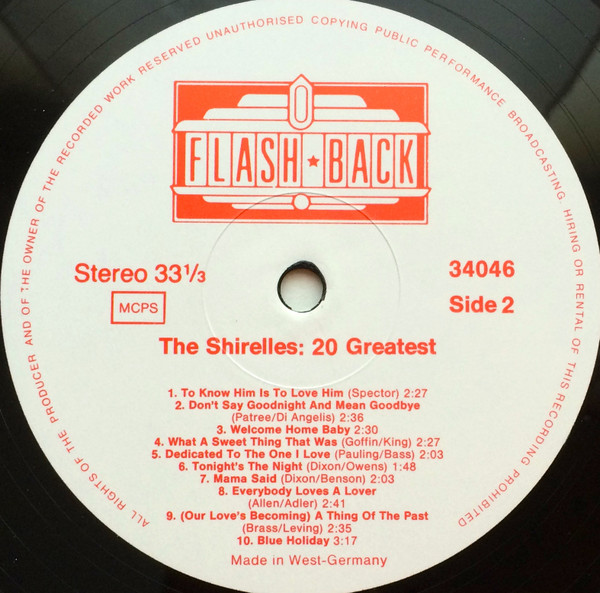 ALL RIGHTS OF THE PRODUCER AND OF THE OWNER OF THE RECORDED WORK RESERVED UNAUTHORISED COPYING PUBLIC PERFORMANCE BROADCASTING HIRING OR RENTAL OF THIS RECORDING PROHIBITED
FLASH★BACK
Stereo 33⅓
34046
MCPS
Side 2
The Shirelles: 20 Greatest
1. To Know Him Is To Love Him (Spector) 2:27
2. Don't Say Goodnight And Mean Goodbye
(Patree/Di Angelis) 2:36
3. Welcome Home Baby 2:30
4. What A Sweet Thing That Was (Goffin/King) 2:27
5. Dedicated To The One I Love (Pauling/Bass) 2:03
6. Tonight's The Night (Dixon/Owens) 1:48
7. Mama Said (Dixon/Benson) 2:03
8. Everybody Loves A Lover
(Allen/Adler) 2:41
9. (Our Love's Becoming) A Thing Of The Past
(Brass/Leving) 2:35
10. Blue Holiday 3:17
Made in West-Germany